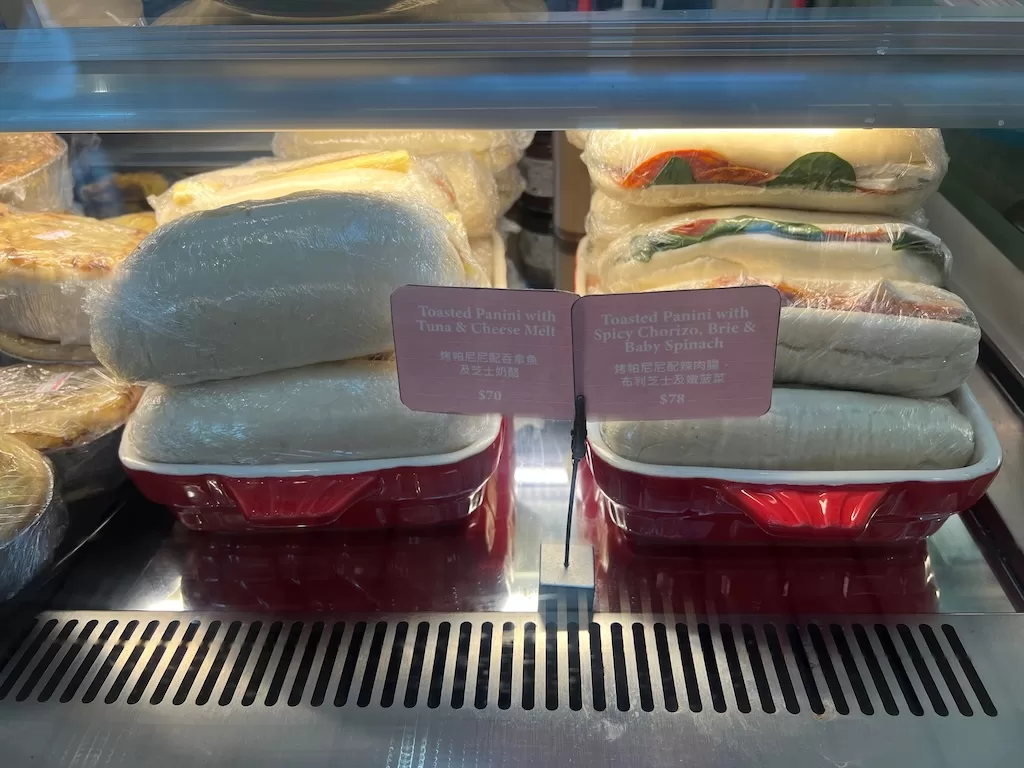 Toasted Panini with
Tuna & Cheese Melt
烤帕尼尼配吞拿魚
及芝士奶酪
$70
Toasted Panini with
Spicy Chorizo, Brie &
Baby Spinach
烤帕尼尼配辣肉腸、
布利芝士及嫩菠菜
$78